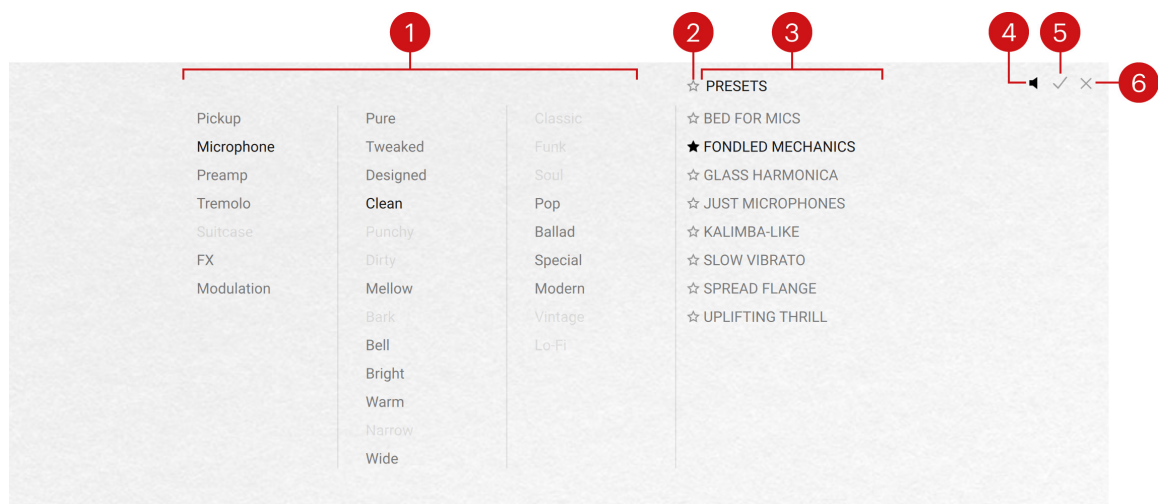 1
2
3
4
5
6
PRESETS
Pickup
Microphone
Preamp
Tremolo
Suitcase
FX
Modulation
Pure
Tweaked
Designed
Clean
Punchy
Dirty
Mellow
Bark
Bell
Bright
Warm
Narrow
Wide
Classic
Funk
Soul
Pop
Ballad
Special
Modern
Vintage
Lo-Fi
BED FOR MICS
FONDLED MECHANICS
GLASS HARMONICA
JUST MICROPHONES
KALIMBA-LIKE
SLOW VIBRATO
SPREAD FLANGE
UPLIFTING THRILL